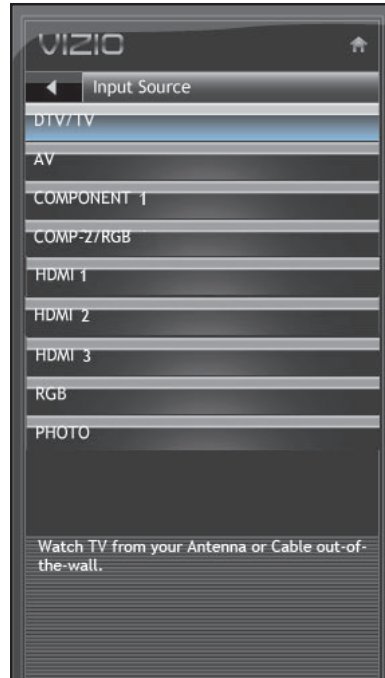 VIZIO
Input Source
DTV/TV
AV
COMPONENT 1
COMP-2/RGB
HDMI 1
HDMI 2
HDMI 3
RGB
PHOTO
Watch TV from your Antenna or Cable out-of-
the-wall.